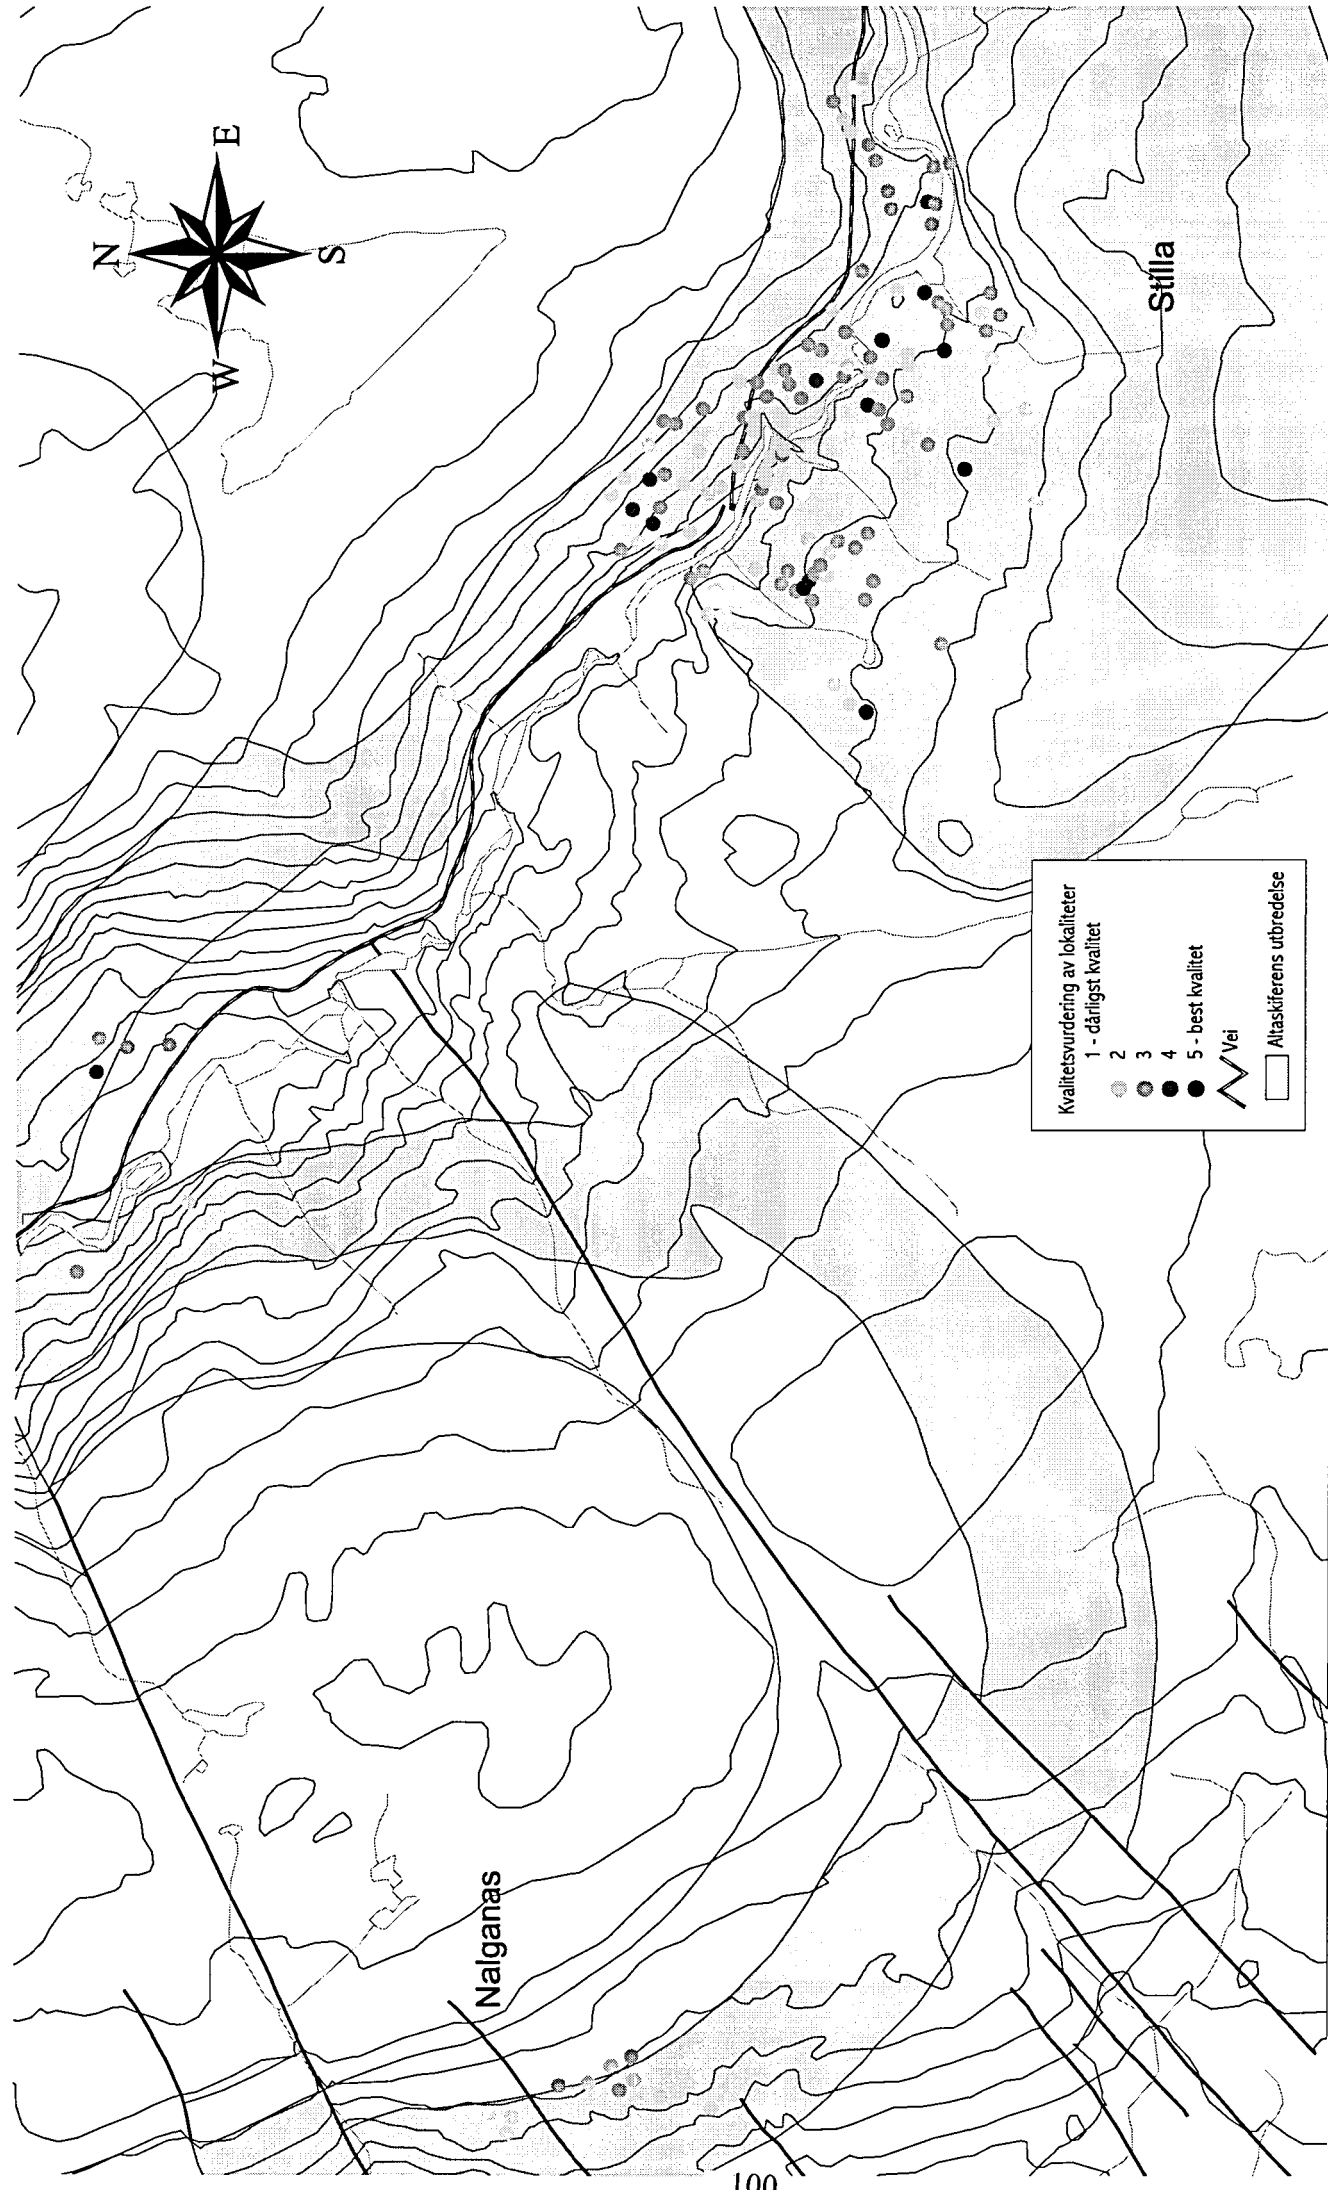 N
E
S
W
Stilla
Nalganas
Kvalitetsvurdering av lokaliteter
1 - dårligst kvalitet
2
3
4
5 - best kvalitet
Vei
Altaskiferens utbredelse
100